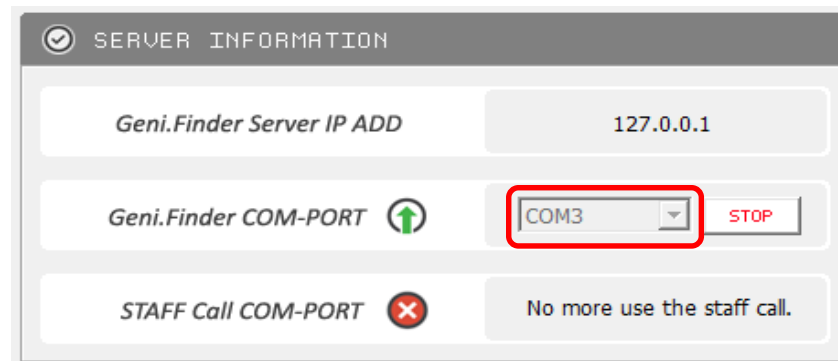 SERVER INFORMATION
Geni.Finder Server IP ADD 127.0.0.1
Geni.Finder COM-PORT COM3 STOP
STAFF Call COM-PORT No more use the staff call.